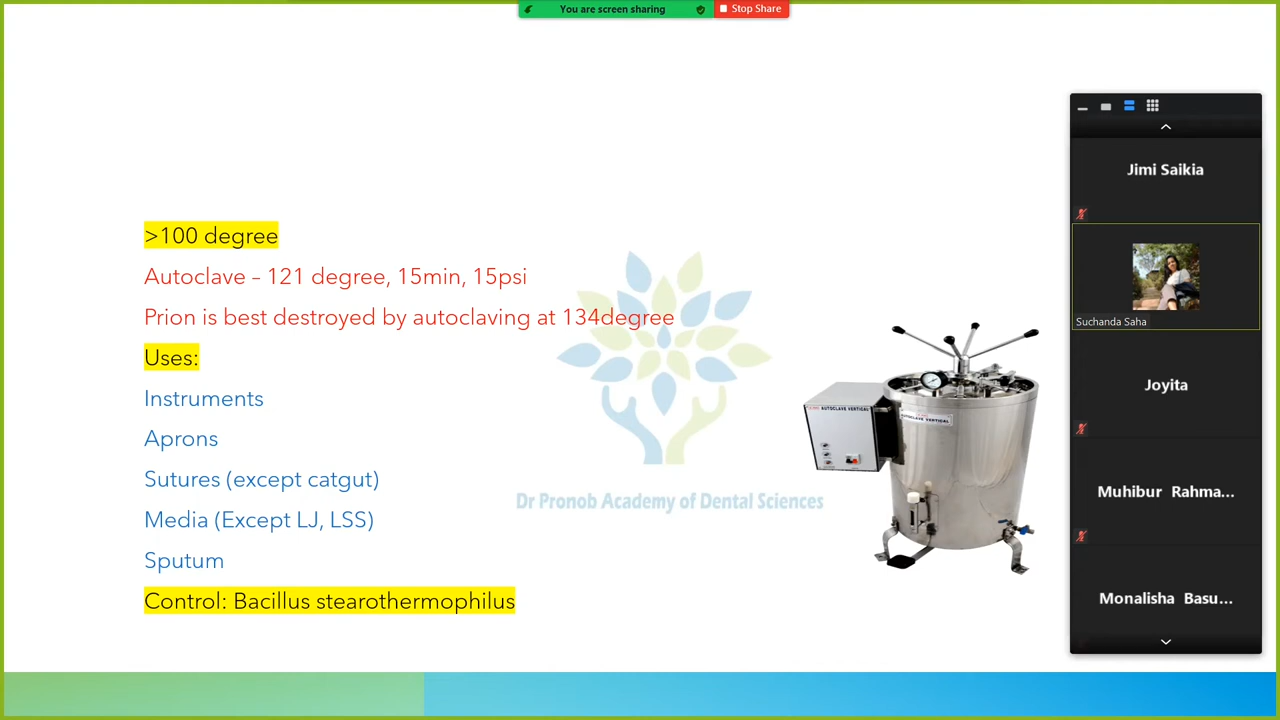 You are screen sharing
Stop Share
>100 degree
Autoclave – 121 degree, 15min, 15psi
Prion is best destroyed by autoclaving at 134degree
Uses:
Instruments
Aprons
Sutures (except catgut)
Media (Except LJ, LSS)
Sputum
Control: Bacillus stearothermophilus
Dr Pronob Academy of Dental Sciences
AUTOCLAVE VERTICAL
AUTOCLAVE VERTICAL
Jimi Saikia
Suchanda Saha
Joyita
Muhibur Rahma...
Monalisha Basu...